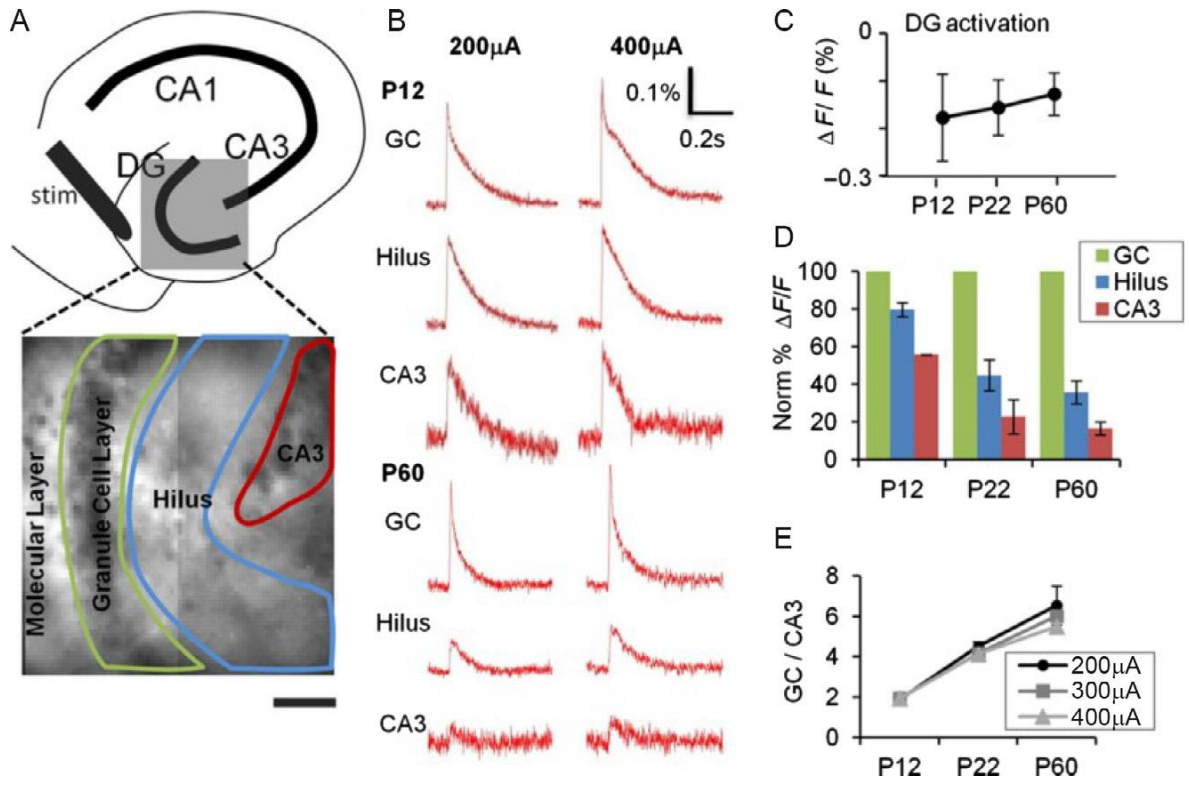 A
CA1
CA3
DG
stim
Molecular Layer
Granule Cell Layer
Hilus
CA3
B
200µA 400µA
P12
GC
0.1%
0.2s
Hilus
CA3
P60
GC
Hilus
CA3
C
DG activation
0
ΔF/F (%)
−0.3
P12 P22 P60
D
GC
Hilus
CA3
Norm % ΔF/F
100
80
60
40
20
0
P12 P22 P60
E
GC / CA3
8
6
4
2
0
200µA
300µA
400µA
P12 P22 P60